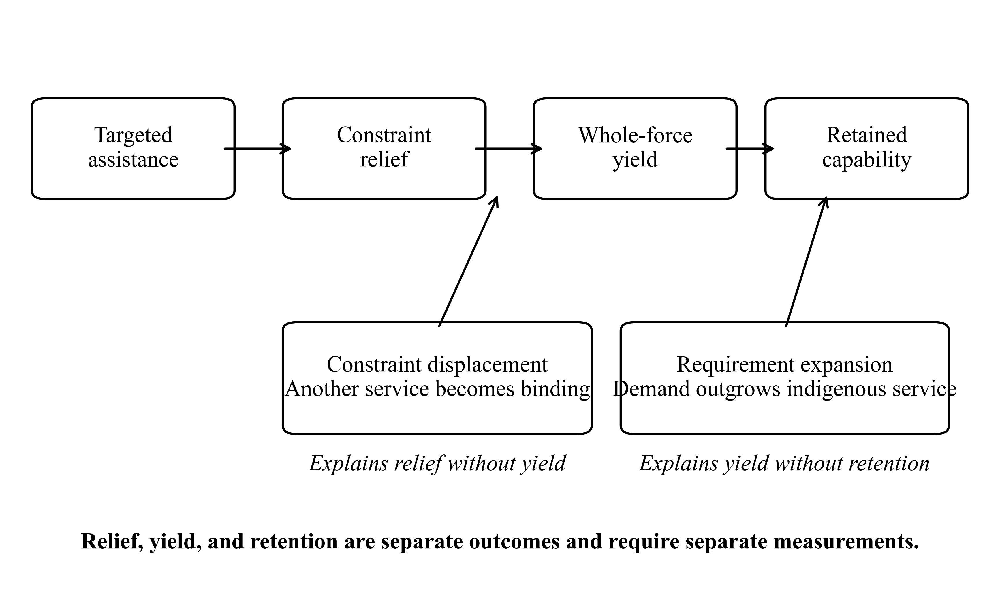 Targeted
assistance
Constraint
relief
Whole-force
yield
Retained
capability
Constraint displacement
Another service becomes binding
Requirement expansion
Demand outgrows indigenous service
Explains relief without yield
Explains yield without retention
Relief, yield, and retention are separate outcomes and require separate measurements.